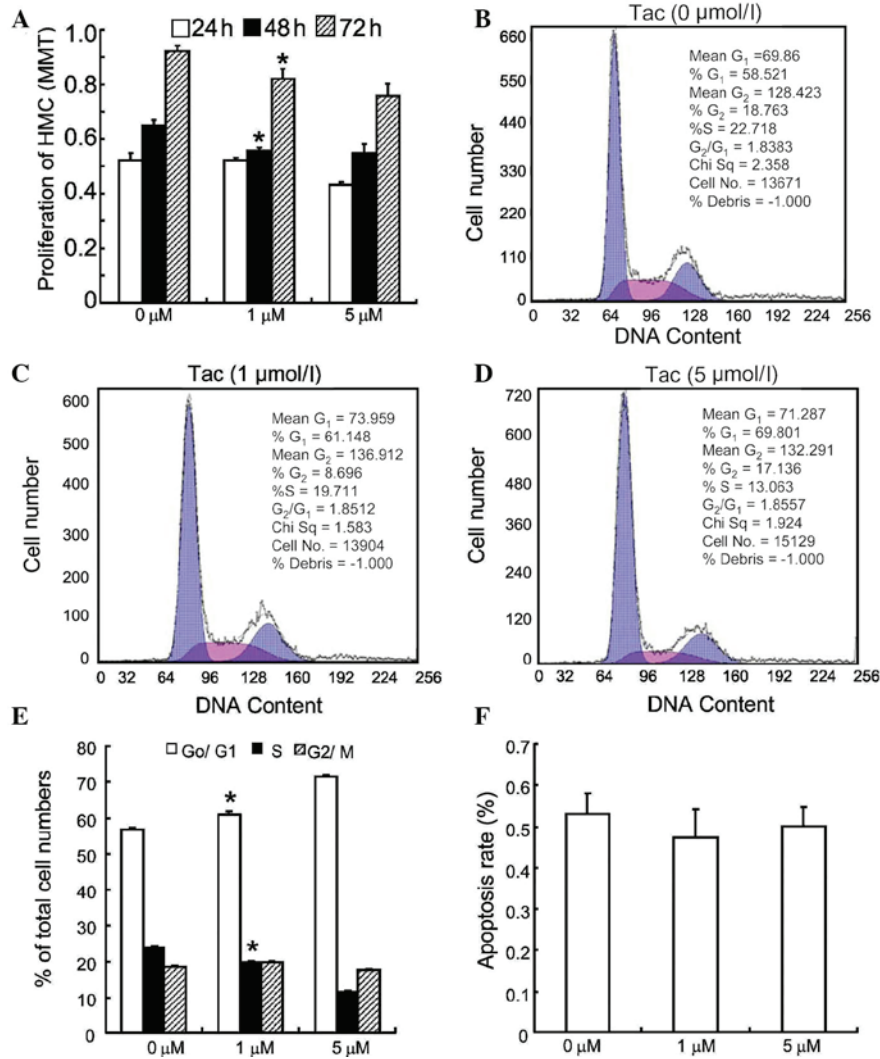 A
24 h 48 h 72 h
Proliferation of HMC (MMT)
1.0
0.8
0.6
0.4
0.2
0
*
*
0 μM 1 μM 5 μM
B
Tac (0 μmol/l)
Cell number
660
550
440
330
220
110
0
Mean G1 =69.86
% G1 = 58.521
Mean G2 = 128.423
% G2 = 18.763
%S = 22.718
G2/G1 = 1.8383
Chi Sq = 2.358
Cell No. = 13671
% Debris = -1.000
0 32 64 96 128 160 192 224 256
DNA Content
C
Tac (1 μmol/l)
Cell number
600
500
400
300
200
100
0
Mean G1 = 73.959
% G1 = 61.148
Mean G2 = 136.912
% G2 = 8.696
%S = 19.711
G2/G1 = 1.8512
Chi Sq = 1.583
Cell No. = 13904
% Debris = -1.000
0 32 64 96 128 160 192 224 256
DNA Content
D
Tac (5 μmol/l)
Cell number
720
720
480
360
240
120
0
Mean G1 = 71.287
% G1 = 69.801
Mean G2 = 132.291
% G2 = 17.136
% S = 13.063
G2/G1 = 1.8557
Chi Sq = 1.924
Cell No. = 15129
% Debris = -1.000
0 32 64 96 128 160 192 224 256
DNA Content
E
Go/ G1 S G2/ M
% of total cell numbers
80
70
60
50
40
30
20
10
0
*
*
0 μM 1 μM 5 μM
F
Apoptosis rate (%)
0.7
0.6
0.5
0.4
0.3
0.2
0.1
0
0 μM 1 μM 5 μM